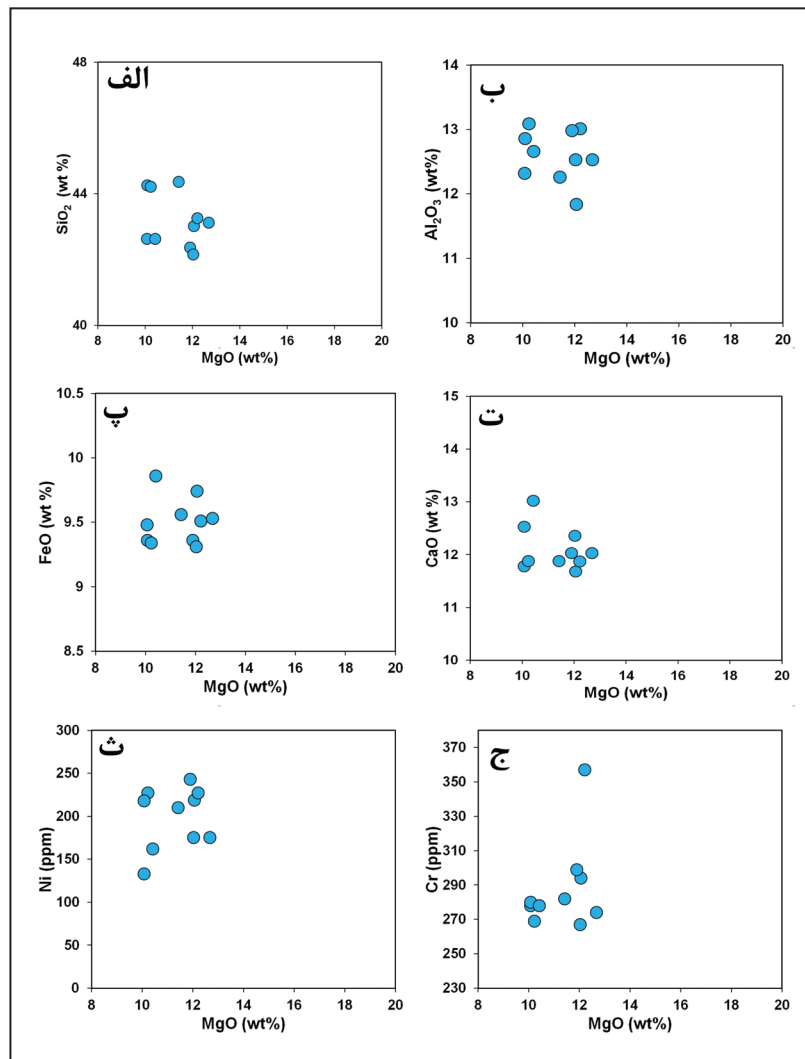 الف
48
44
40
SiO₂ (wt %)
8 10 12 14 16 18 20
MgO (wt%)
ب
14
13
12
11
10
Al₂O₃ (wt%)
8 10 12 14 16 18 20
MgO (wt%)
پ
10.5
10
9.5
9
8.5
FeO (wt %)
8 10 12 14 16 18 20
MgO (wt%)
ت
15
14
13
12
11
10
CaO (wt %)
8 10 12 14 16 18 20
MgO (wt%)
ث
300
250
200
150
100
50
0
Ni (ppm)
8 10 12 14 16 18 20
MgO (wt%)
ج
370
350
330
310
290
270
250
230
Cr (ppm)
8 10 12 14 16 18 20
MgO (wt%)